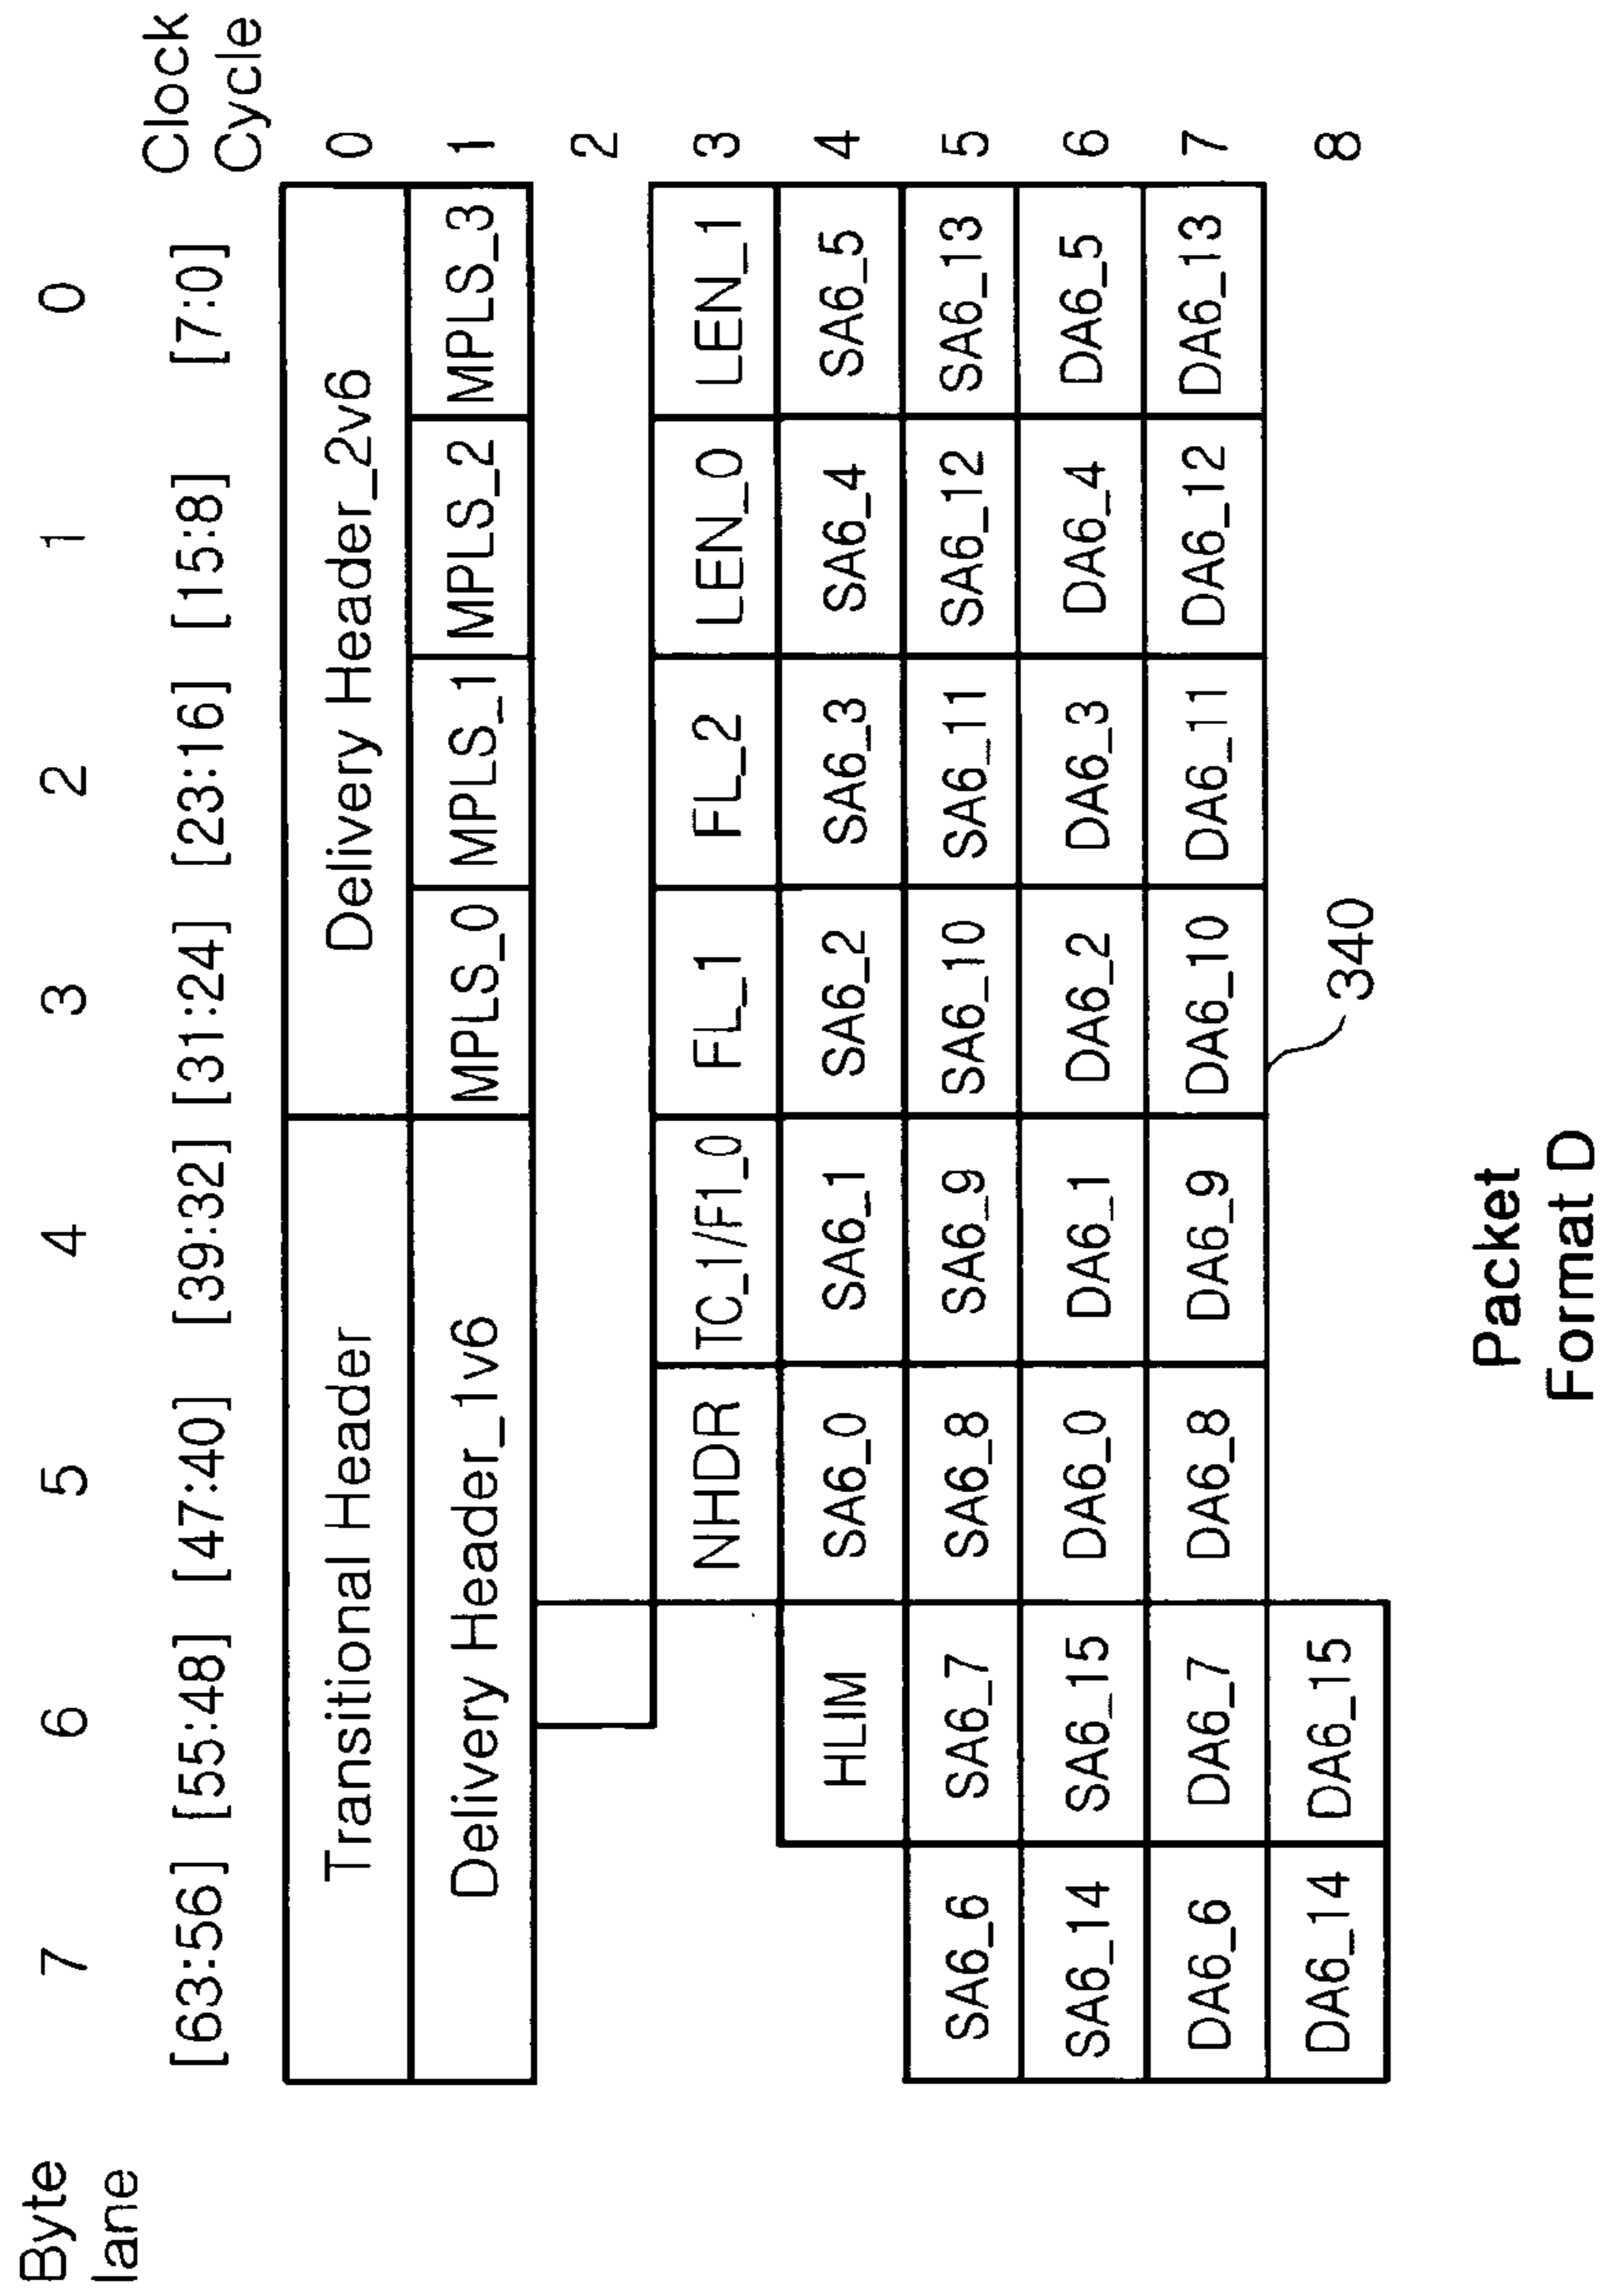 Byte lane 7 6 5 4 3 2 1 0
[63:56] [55:48] [47:40] [39:32] [31:24] [23:16] [15:8] [7:0] Clock Cycle
Transitional Header Delivery Header_2v6 0
Delivery Header_1v6 MPLS_0 MPLS_1 MPLS_2 MPLS_3 1
2
NHDR TC_1/F1_0 FL_1 FL_2 LEN_0 LEN_1 3
HLIM SA6_0 SA6_1 SA6_2 SA6_3 SA6_4 SA6_5 4
SA6_6 SA6_7 SA6_8 SA6_9 SA6_10 SA6_11 SA6_12 SA6_13 5
SA6_14 SA6_15 DA6_0 DA6_1 DA6_2 DA6_3 DA6_4 DA6_5 6
DA6_6 DA6_7 DA6_8 DA6_9 DA6_10 DA6_11 DA6_12 DA6_13 7
DA6_14 DA6_15 8
340
Packet
Format D